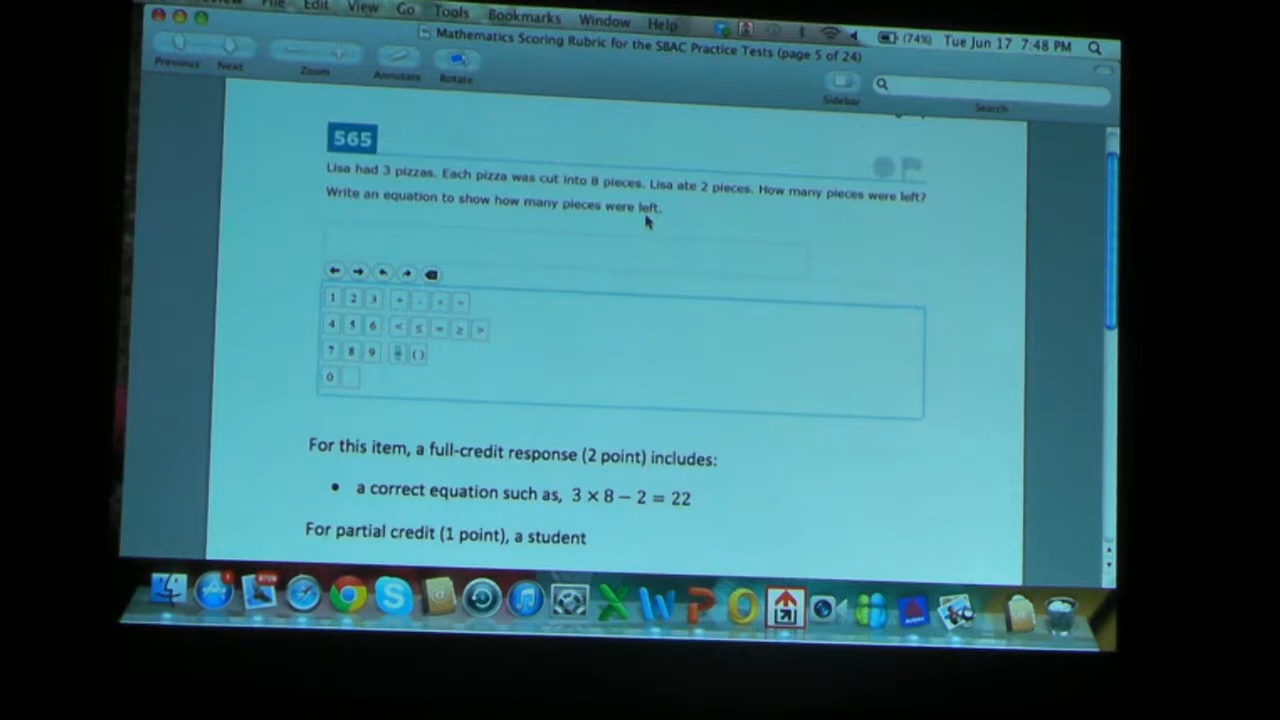 File Edit View Go Tools Bookmarks Window Help (74%) Tue Jun 17 7:48 PM
Mathematics Scoring Rubric for the SBAC Practice Tests (page 5 of 24)
Previous Next Zoom Annotate Rotate Sidebar Search
565
Lisa had 3 pizzas. Each pizza was cut into 8 pieces. Lisa ate 2 pieces. How many pieces were left?
Write an equation to show how many pieces were left.
1 2 3 +
4 5 6 < ≤ = ≥ >
7 8 9 ()
0
For this item, a full-credit response (2 point) includes:
• a correct equation such as, 3 × 8 – 2 = 22
For partial credit (1 point), a student